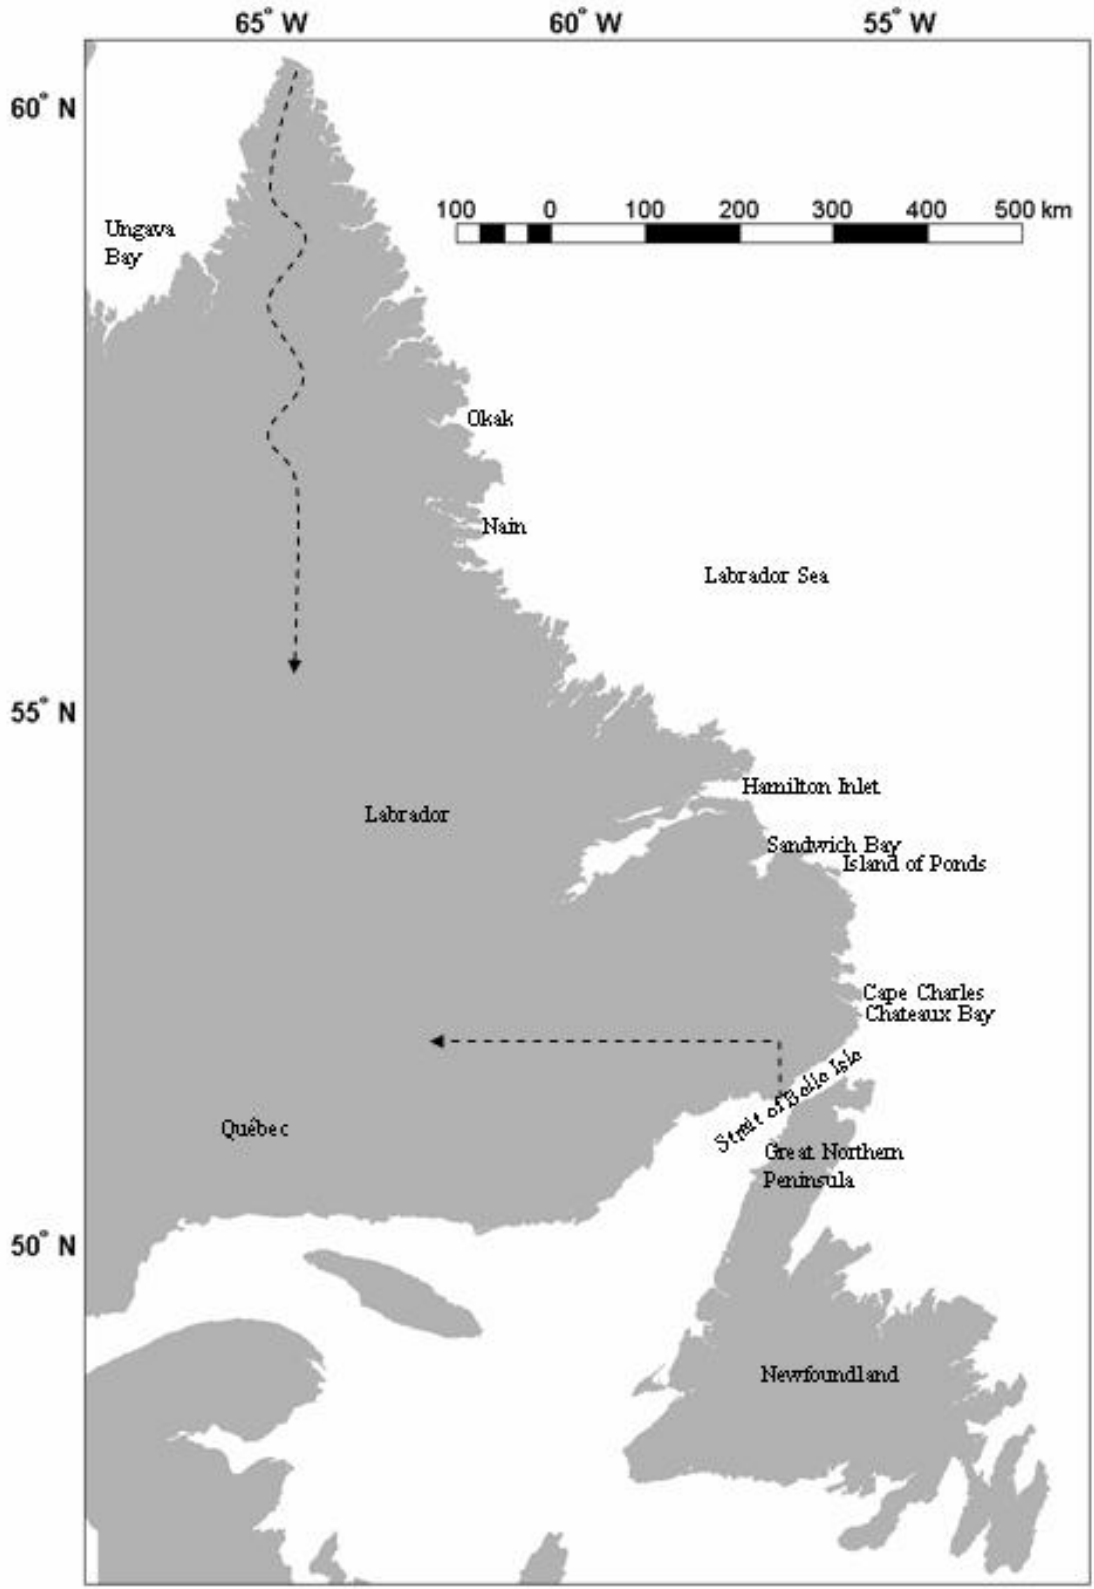 65° W 60° W 55° W
60° N
100 0 100 200 300 400 500 km
Ungava
Bay
Okak
Nain
Labrador Sea
55° N
Hamilton Inlet
Labrador
Sandwich Bay
Island of Ponds
Cape Charles
Chateaux Bay
Strait of Belle Isle
Québec
Great Northern
Peninsula
50° N
Newfoundland